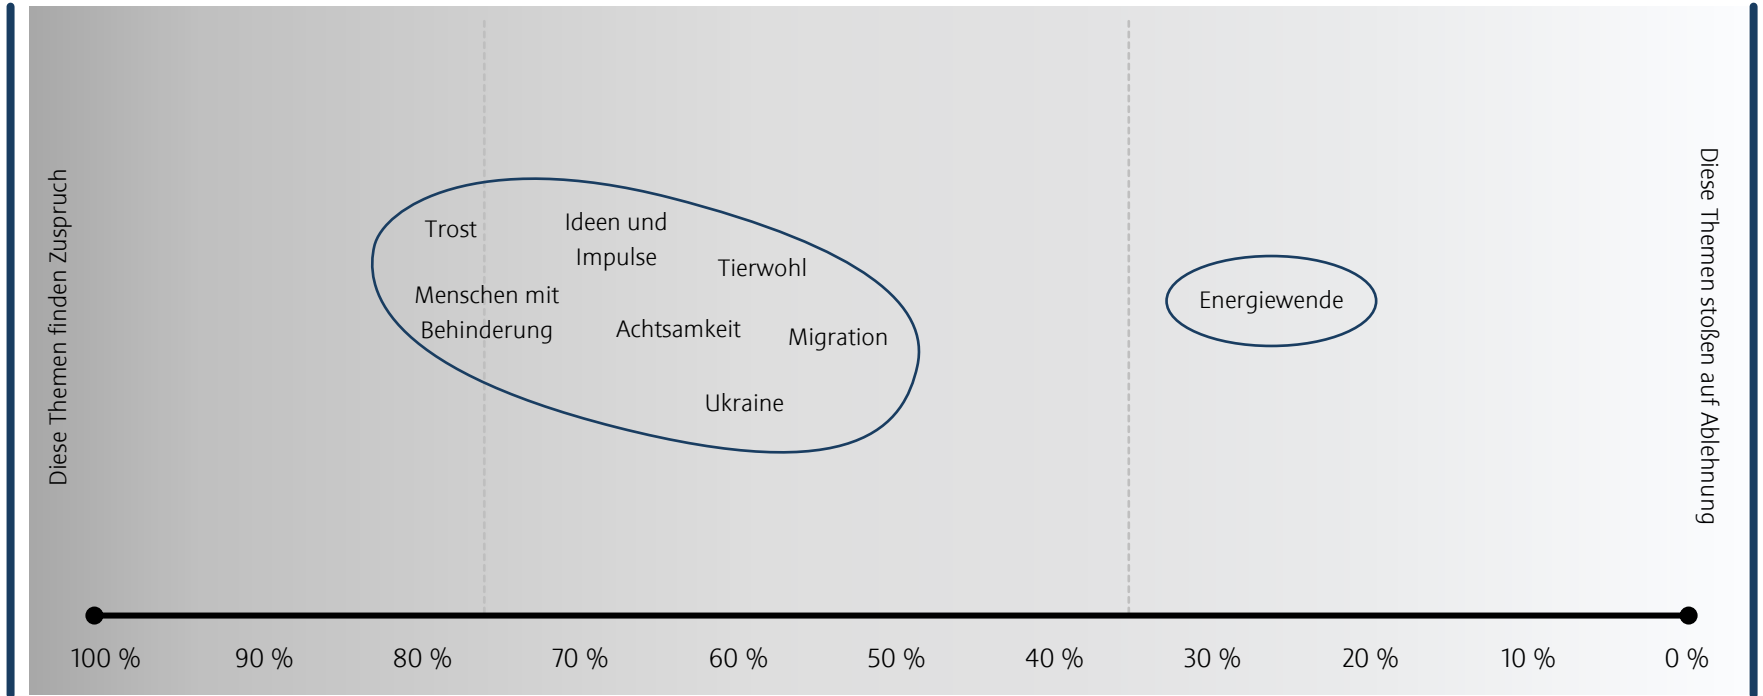 Diese Themen finden Zuspruch
Trost
Ideen und
Impulse
Tierwohl
Menschen mit
Behinderung
Achtsamkeit
Migration
Ukraine
Energiewende
Diese Themen stoßen auf Ablehnung
100 %
90 %
80 %
70 %
60 %
50 %
40 %
30 %
20 %
10 %
0 %